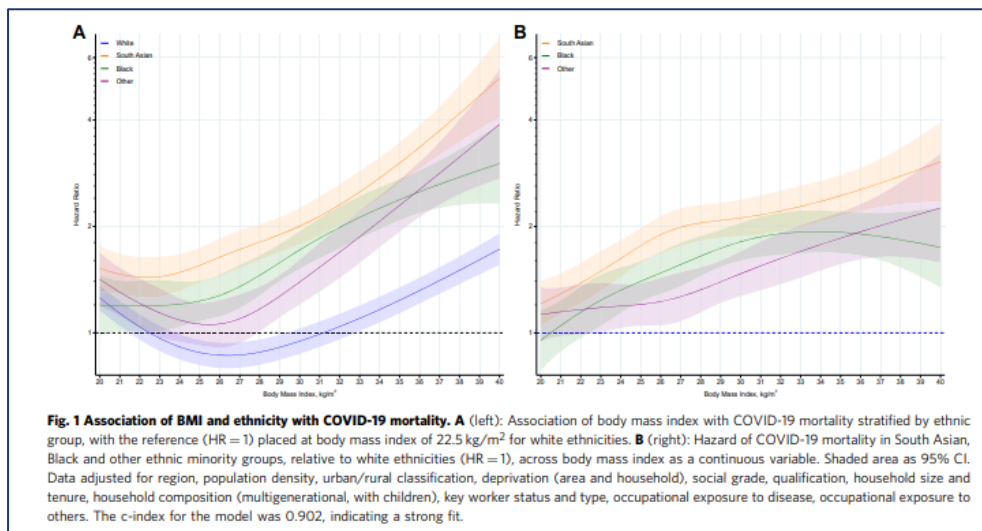 A
White
South Asian
Black
Other
6
4
2
1
Hazard Ratio
20 21 22 23 24 25 26 27 28 29 30 31 32 33 34 35 36 37 38 39 40
Body Mass Index, kg/m²
B
South Asian
Black
Other
6
4
2
1
Hazard Ratio
20 21 22 23 24 25 26 27 28 29 30 31 32 33 34 35 36 37 38 39 40
Body Mass Index, kg/m²
Fig. 1 Association of BMI and ethnicity with COVID-19 mortality. A (left): Association of body mass index with COVID-19 mortality stratified by ethnic
group, with the reference (HR = 1) placed at body mass index of 22.5 kg/m² for white ethnicities. B (right): Hazard of COVID-19 mortality in South Asian,
Black and other ethnic minority groups, relative to white ethnicities (HR = 1), across body mass index as a continuous variable. Shaded area as 95% CI.
Data adjusted for region, population density, urban/rural classification, deprivation (area and household), social grade, qualification, household size and
tenure, household composition (multigenerational, with children), key worker status and type, occupational exposure to disease, occupational exposure to
others. The c-index for the model was 0.902, indicating a strong fit.